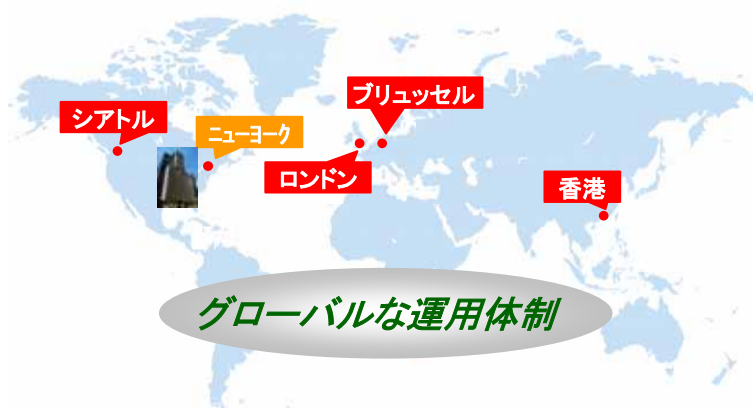 ブリュッセル
シアトル
ニューヨーク
ロンドン
香港
グローバルな運用体制